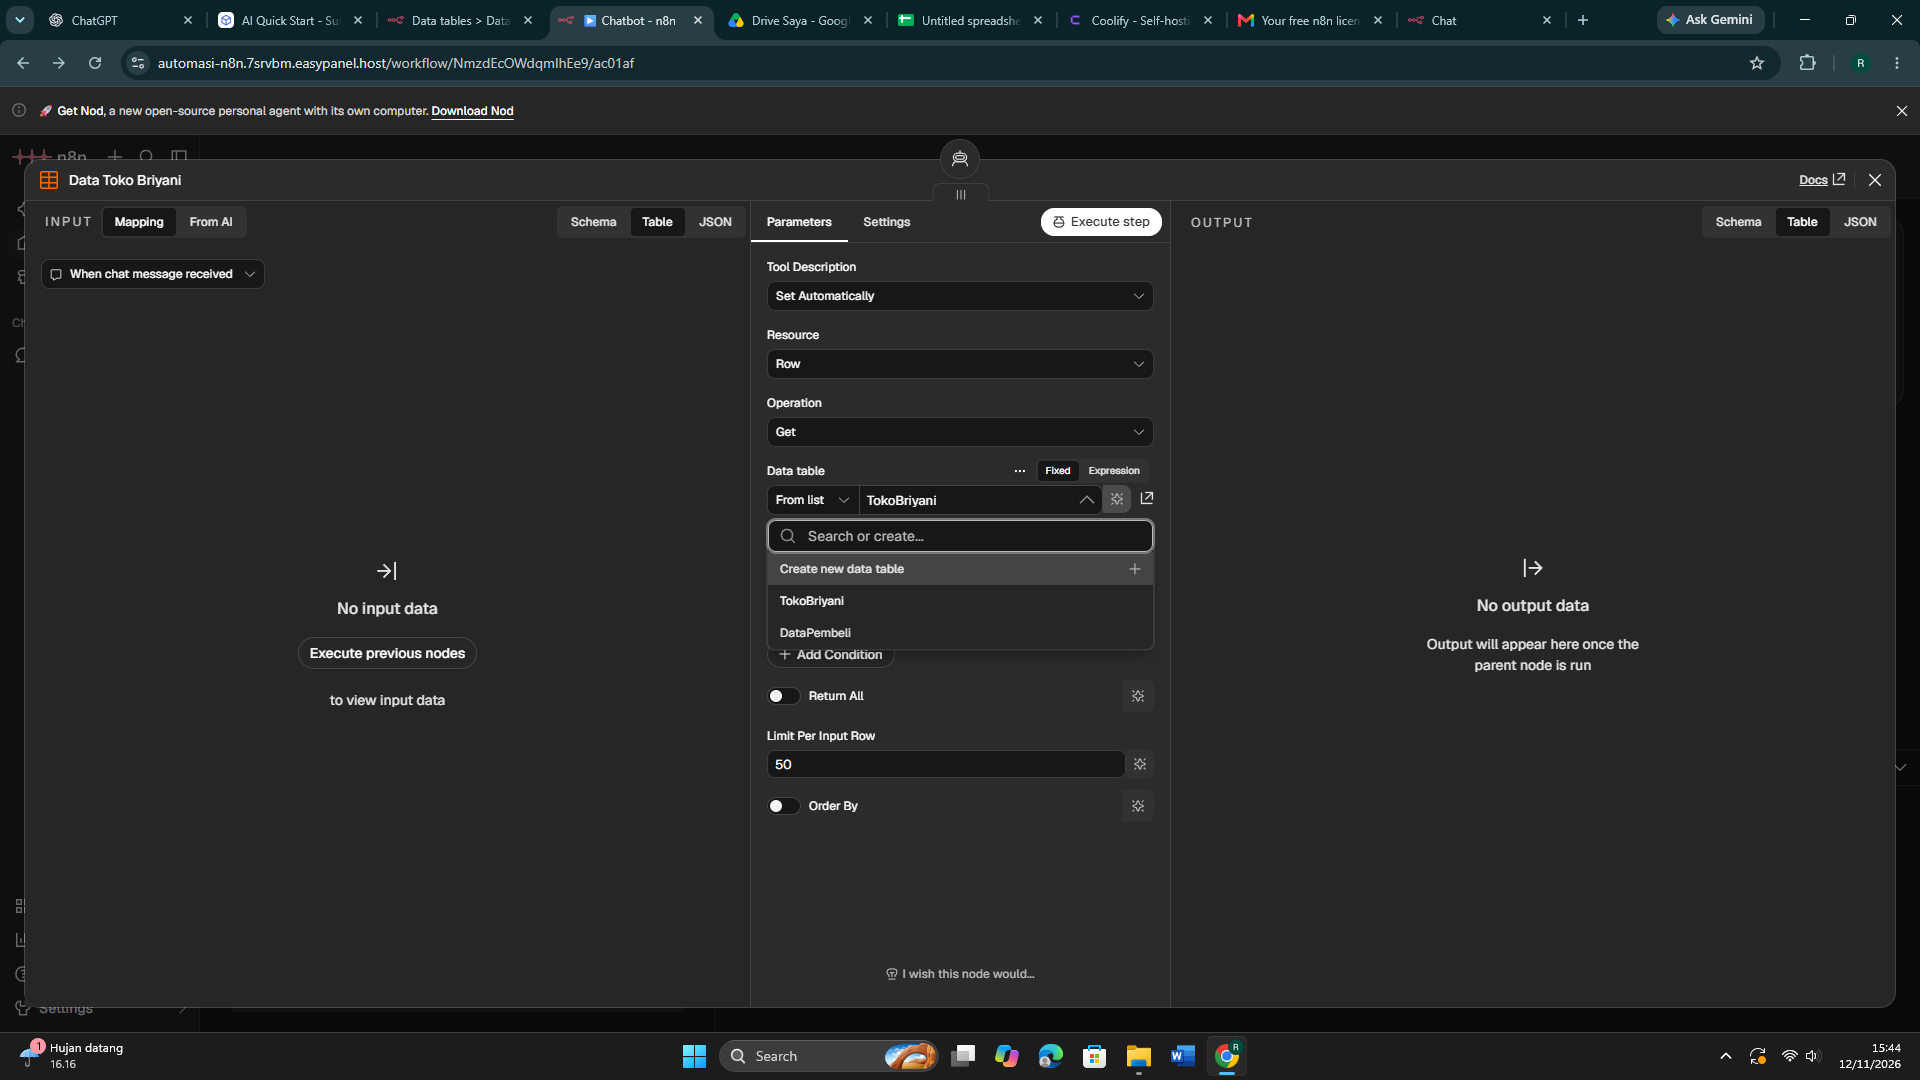 ChatGPT
AI Quick Start - Su
Data tables > Data
Chatbot - n8n
Drive Saya - Googl
Untitled spreadshe
Coolify - Self-hosti
Your free n8n licen
Chat
Ask Gemini
automasi-n8n.7srvbm.easypanel.host/workflow/NmzdEcOWdqmlhEe9/ac01af
R
🚀 Get Nod, a new open-source personal agent with its own computer. Download Nod
n8n
Data Toko Briyani
Docs
INPUT
Mapping
From AI
Schema
Table
JSON
Parameters
Settings
Execute step
OUTPUT
Schema
Table
JSON
When chat message received
Tool Description
Set Automatically
Resource
Row
Operation
Get
Data table
Fixed
Expression
From list
TokoBriyani
Search or create...
Create new data table
TokoBriyani
DataPembeli
Add Condition
Return All
Limit Per Input Row
50
Order By
I wish this node would...
No input data
Execute previous nodes
to view input data
No output data
Output will appear here once the
parent node is run
Ch
Settings
1
Hujan datang
16.16
Search
R
15:44
12/11/2026